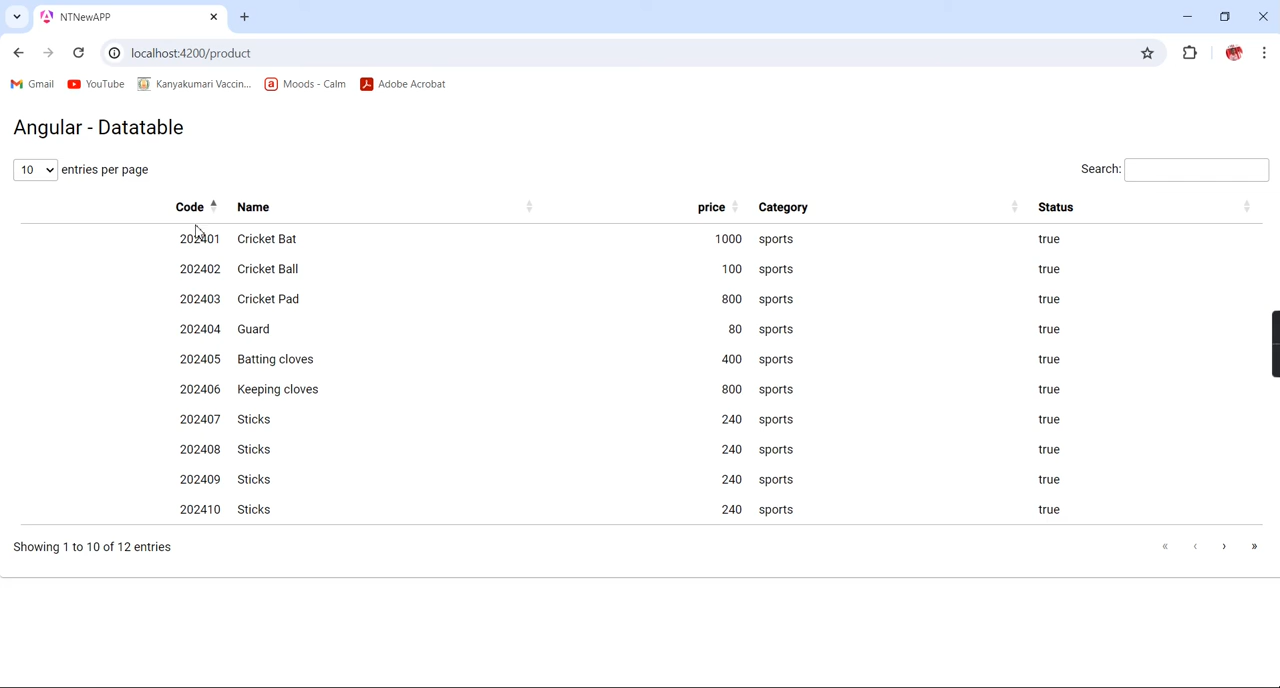 NTNewAPP
localhost:4200/product
Gmail YouTube Kanyakumari Vaccin... Moods - Calm Adobe Acrobat
Angular - Datatable
10 entries per page Search:
Code Name price Category Status
202401 Cricket Bat 1000 sports true
202402 Cricket Ball 100 sports true
202403 Cricket Pad 800 sports true
202404 Guard 80 sports true
202405 Batting cloves 400 sports true
202406 Keeping cloves 800 sports true
202407 Sticks 240 sports true
202408 Sticks 240 sports true
202409 Sticks 240 sports true
202410 Sticks 240 sports true
Showing 1 to 10 of 12 entries « ‹ › »